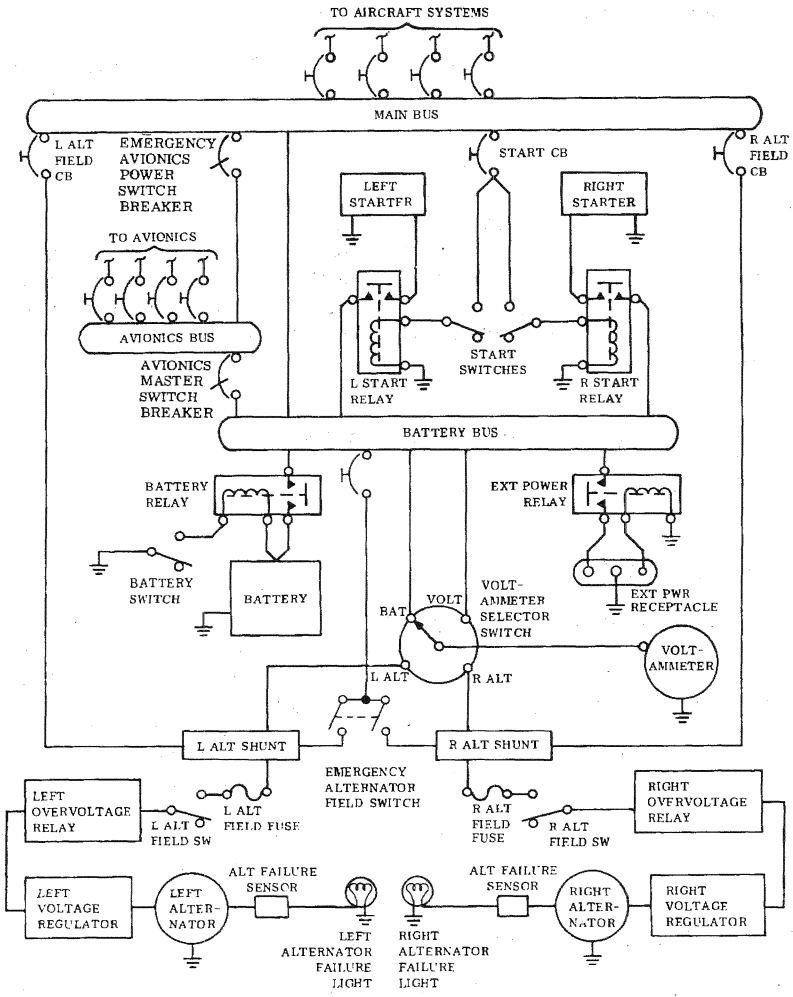 TO AIRCRAFT SYSTEMS
MAIN BUS
L ALT
FIELD
CB
EMERGENCY
AVIONICS
POWER
SWITCH
BREAKER
START CB
R ALT
FIELD
CB
LEFT
STARTER
RIGHT
STARTER
TO AVIONICS
AVIONICS BUS
START
SWITCHES
AVIONICS
MASTER
SWITCH
BREAKER
L START
RELAY
R START
RELAY
BATTERY BUS
BATTERY
RELAY
EXT POWER
RELAY
BATTERY
SWITCH
BATTERY
EXT PWR
RECEPTACLE
BAT
VOLT
VOLT-
AMMETER
SELECTOR
SWITCH
L ALT
R ALT
VOLT-
AMMETER
L ALT SHUNT
R ALT SHUNT
EMERGENCY
ALTERNATOR
FIELD SWITCH
LEFT
OVERVOLTAGE
RELAY
L ALT
FIELD SW
L ALT
FIELD FUSE
R ALT
FIELD
FUSE
R ALT
FIELD SW
RIGHT
OVERVOLTAGE
RELAY
LEFT
VOLTAGE
REGULATOR
LEFT
ALTER-
NATOR
ALT FAILURE
SENSOR
ALT FAILURE
SENSOR
RIGHT
ALTER-
NATOR
RIGHT
VOLTAGE
REGULATOR
LEFT
ALTERNATOR
FAILURE
LIGHT
RIGHT
ALTERNATOR
FAILURE
LIGHT